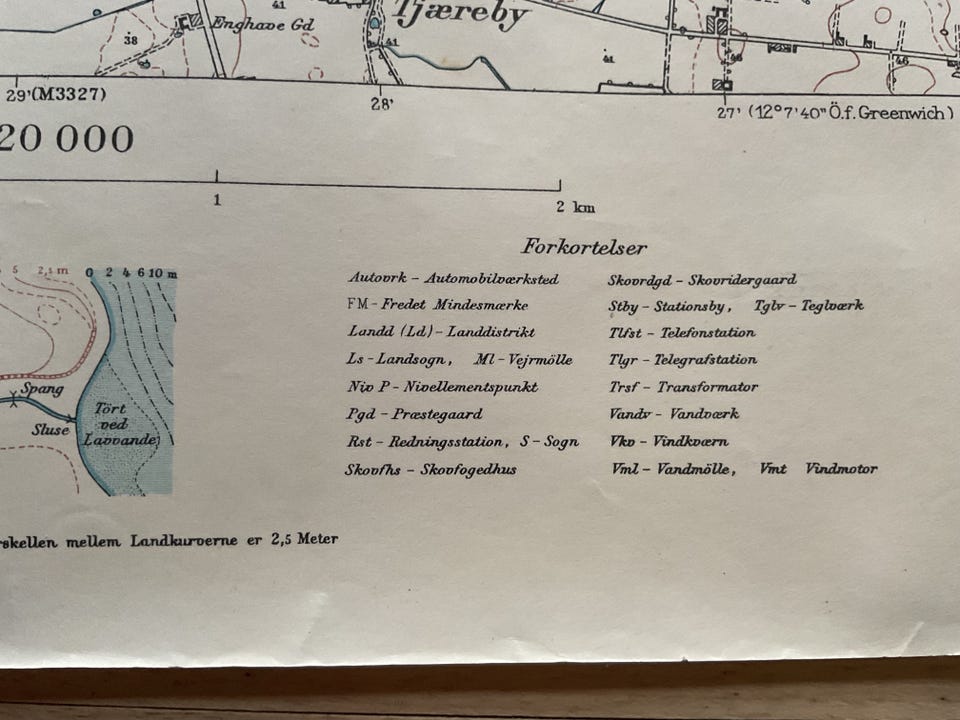 41
Tjæreby
Enghave Gd
38
41
41
46
46
29' (M3327)
28'
27' (12°7'40" Ö.f. Greenwich)
20 000
1
2 km
Forkortelser
5 2,5 m 0 2 4 6 10 m
Autovrk - Automobilværksted
FM - Fredet Mindesmærke
Landd (Ld) - Landdistrikt
Ls - Landsogn, Ml - Vejrmölle
Niv P - Nivellementspunkt
Pgd - Præstegaard
Rst - Redningsstation, S - Sogn
Skovfhs - Skovfogedhus
Skovrdgd - Skovridergaard
Stby - Stationsby, Tglv - Teglværk
Tlfst - Telefonstation
Tlgr - Telegrafstation
Trsf - Transformator
Vandv - Vandværk
Vkv - Vindkværn
Vml - Vandmölle, Vmt Vindmotor
Spang
Sluse
Tört
ved
Lavvande
rskellen mellem Landkurverne er 2,5 Meter